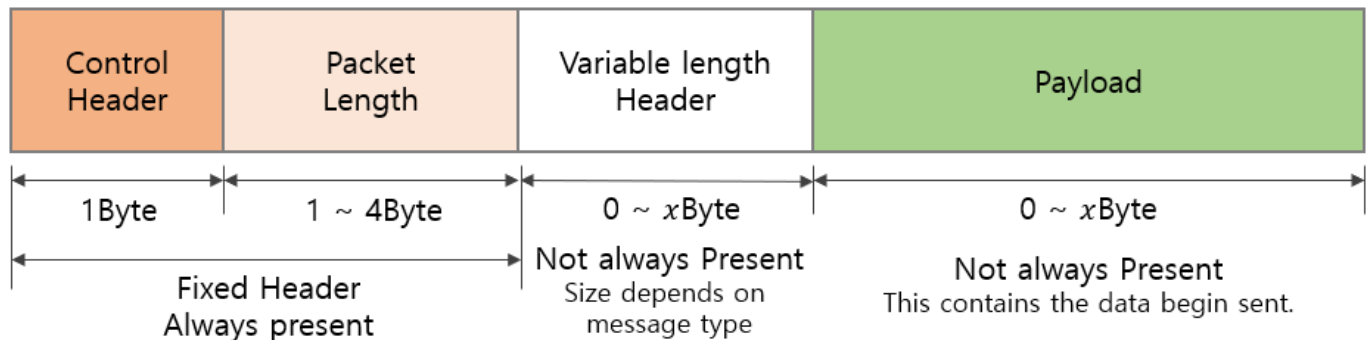 Control
Header
Packet
Length
Variable length
Header
Payload
1Byte
1 ~ 4Byte
0 ~ xByte
0 ~ xByte
Fixed Header
Always present
Not always Present
Size depends on
message type
Not always Present
This contains the data begin sent.